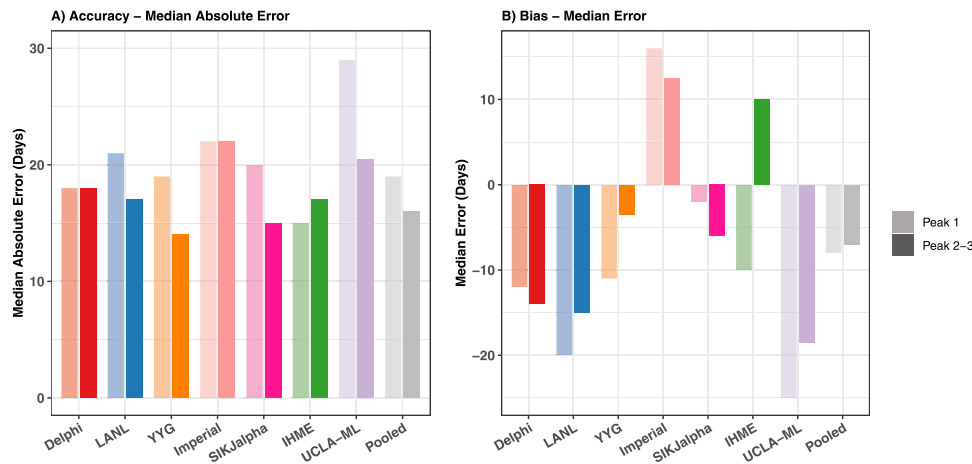 A) Accuracy – Median Absolute Error
Median Absolute Error (Days)
30
20
10
0
Delphi
LANL
YYG
Imperial
SIKJalpha
IHME
UCLA−ML
Pooled
B) Bias – Median Error
Median Error (Days)
10
0
−10
−20
Delphi
LANL
YYG
Imperial
SIKJalpha
IHME
UCLA−ML
Pooled
Peak 1
Peak 2−3